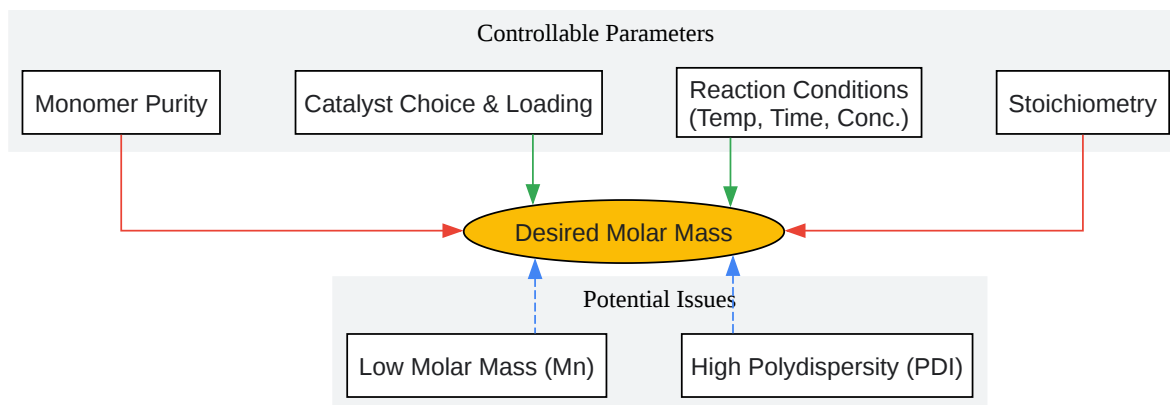 Controllable Parameters
Monomer Purity
Catalyst Choice & Loading
Reaction Conditions
(Temp, Time, Conc.)
Stoichiometry
Desired Molar Mass
Potential Issues
Low Molar Mass (Mn)
High Polydispersity (PDI)